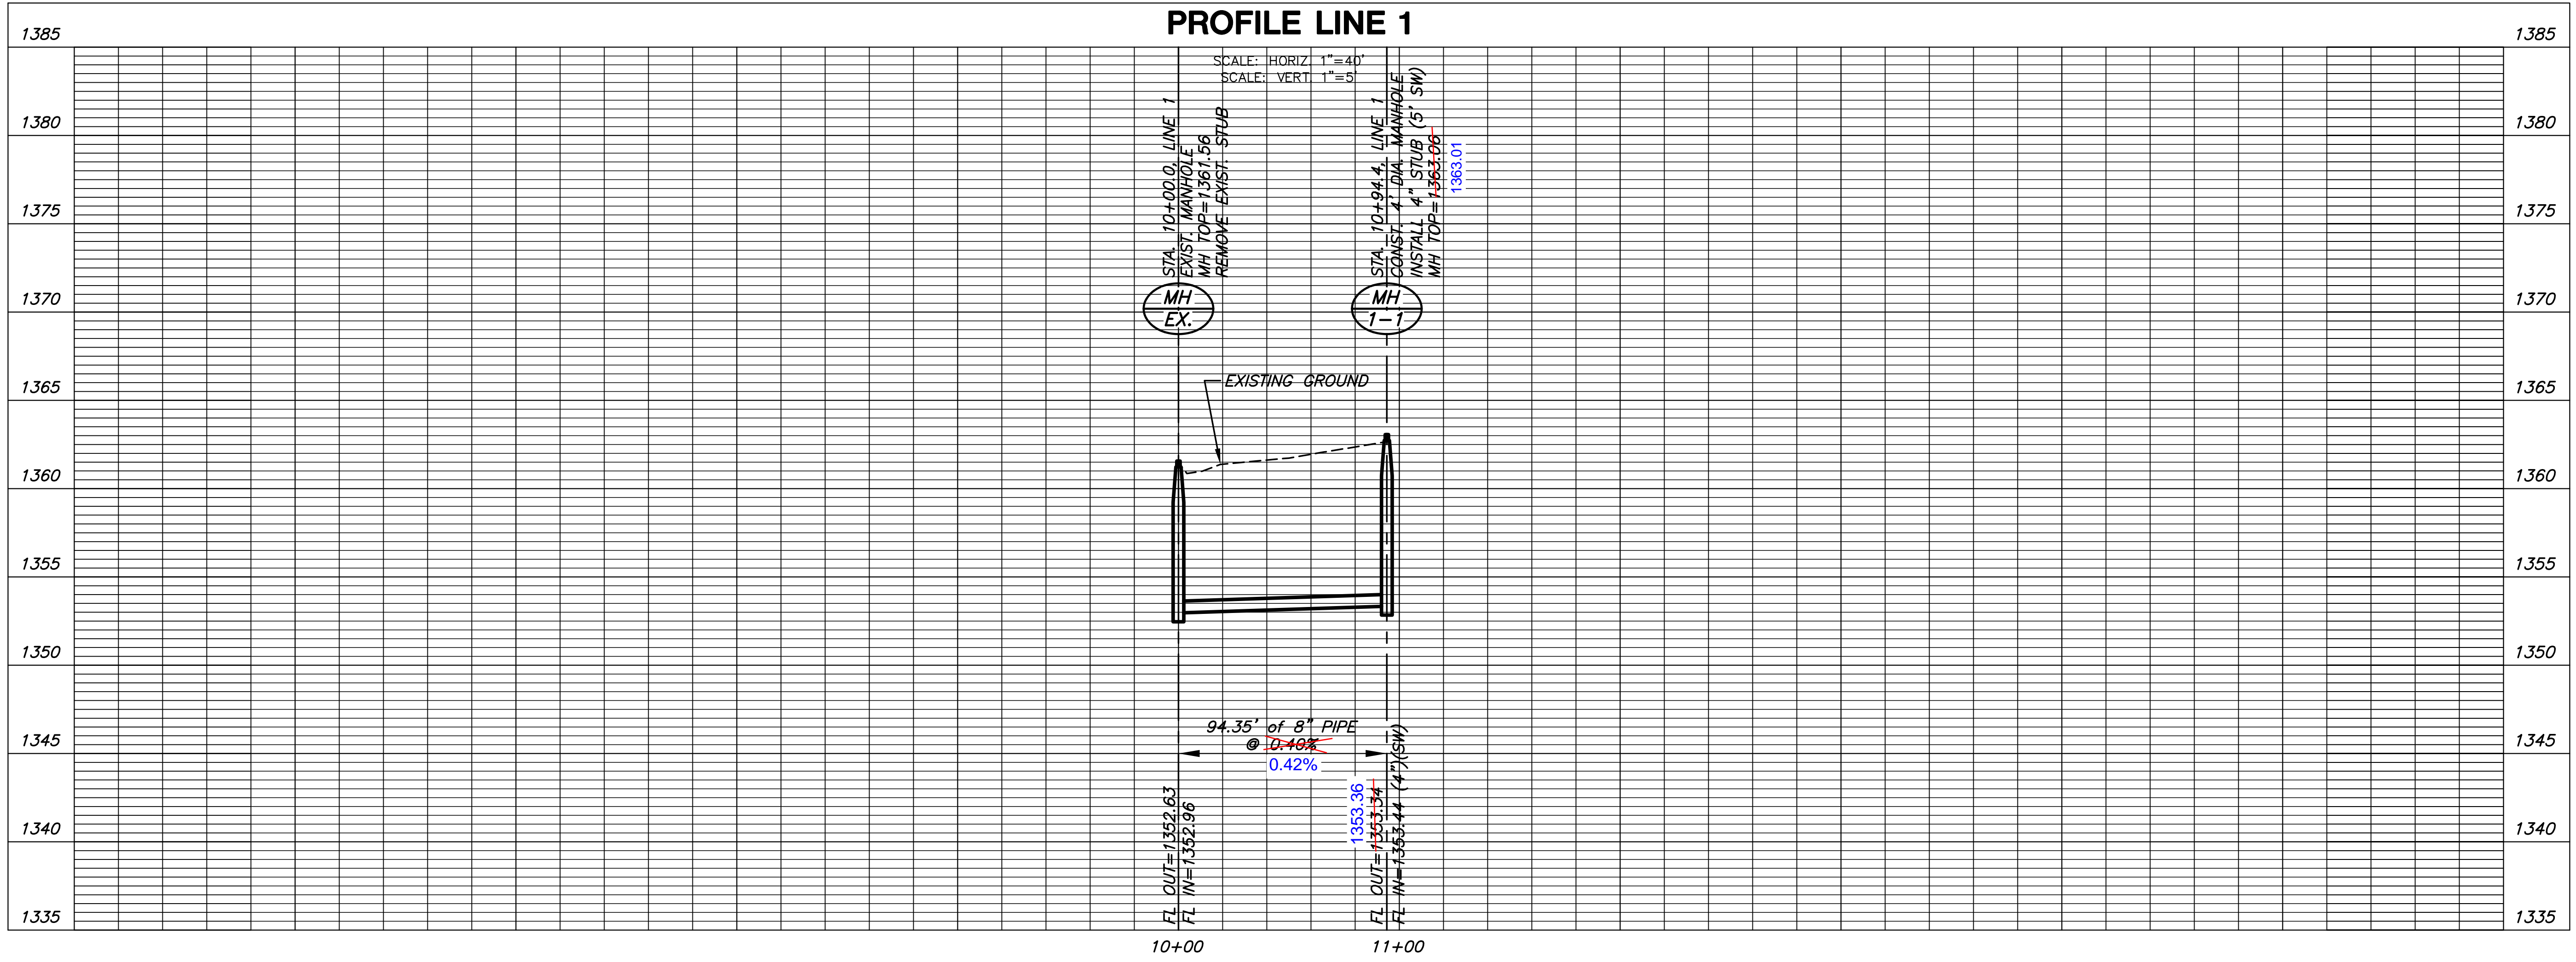 PROFILE LINE 1
SCALE: HORIZ. 1"=40'
SCALE: VERT. 1"=5'
1385
1385
1380
1380
1375
1375
1370
1370
1365
1365
1360
1360
1355
1355
1350
1350
1345
1345
1340
1340
1335
1335
STA. 10+00.0, LINE 1
EXIST. MANHOLE
MH TOP=1361.56
REMOVE EXIST. STUB
STA. 10+94.4, LINE 1
CONST. 4' DIA. MANHOLE
INSTALL 4" STUB (5' SW)
MH TOP=1363.06
1363.01
MH
EX.
MH
1-1
EXISTING GROUND
94.35' of 8" PIPE
@ 0.40%
0.42%
FL OUT=1352.63
FL IN=1352.96
1353.36
FL OUT=1353.34
FL IN=1353.44 (4")(SW)
10+00
11+00